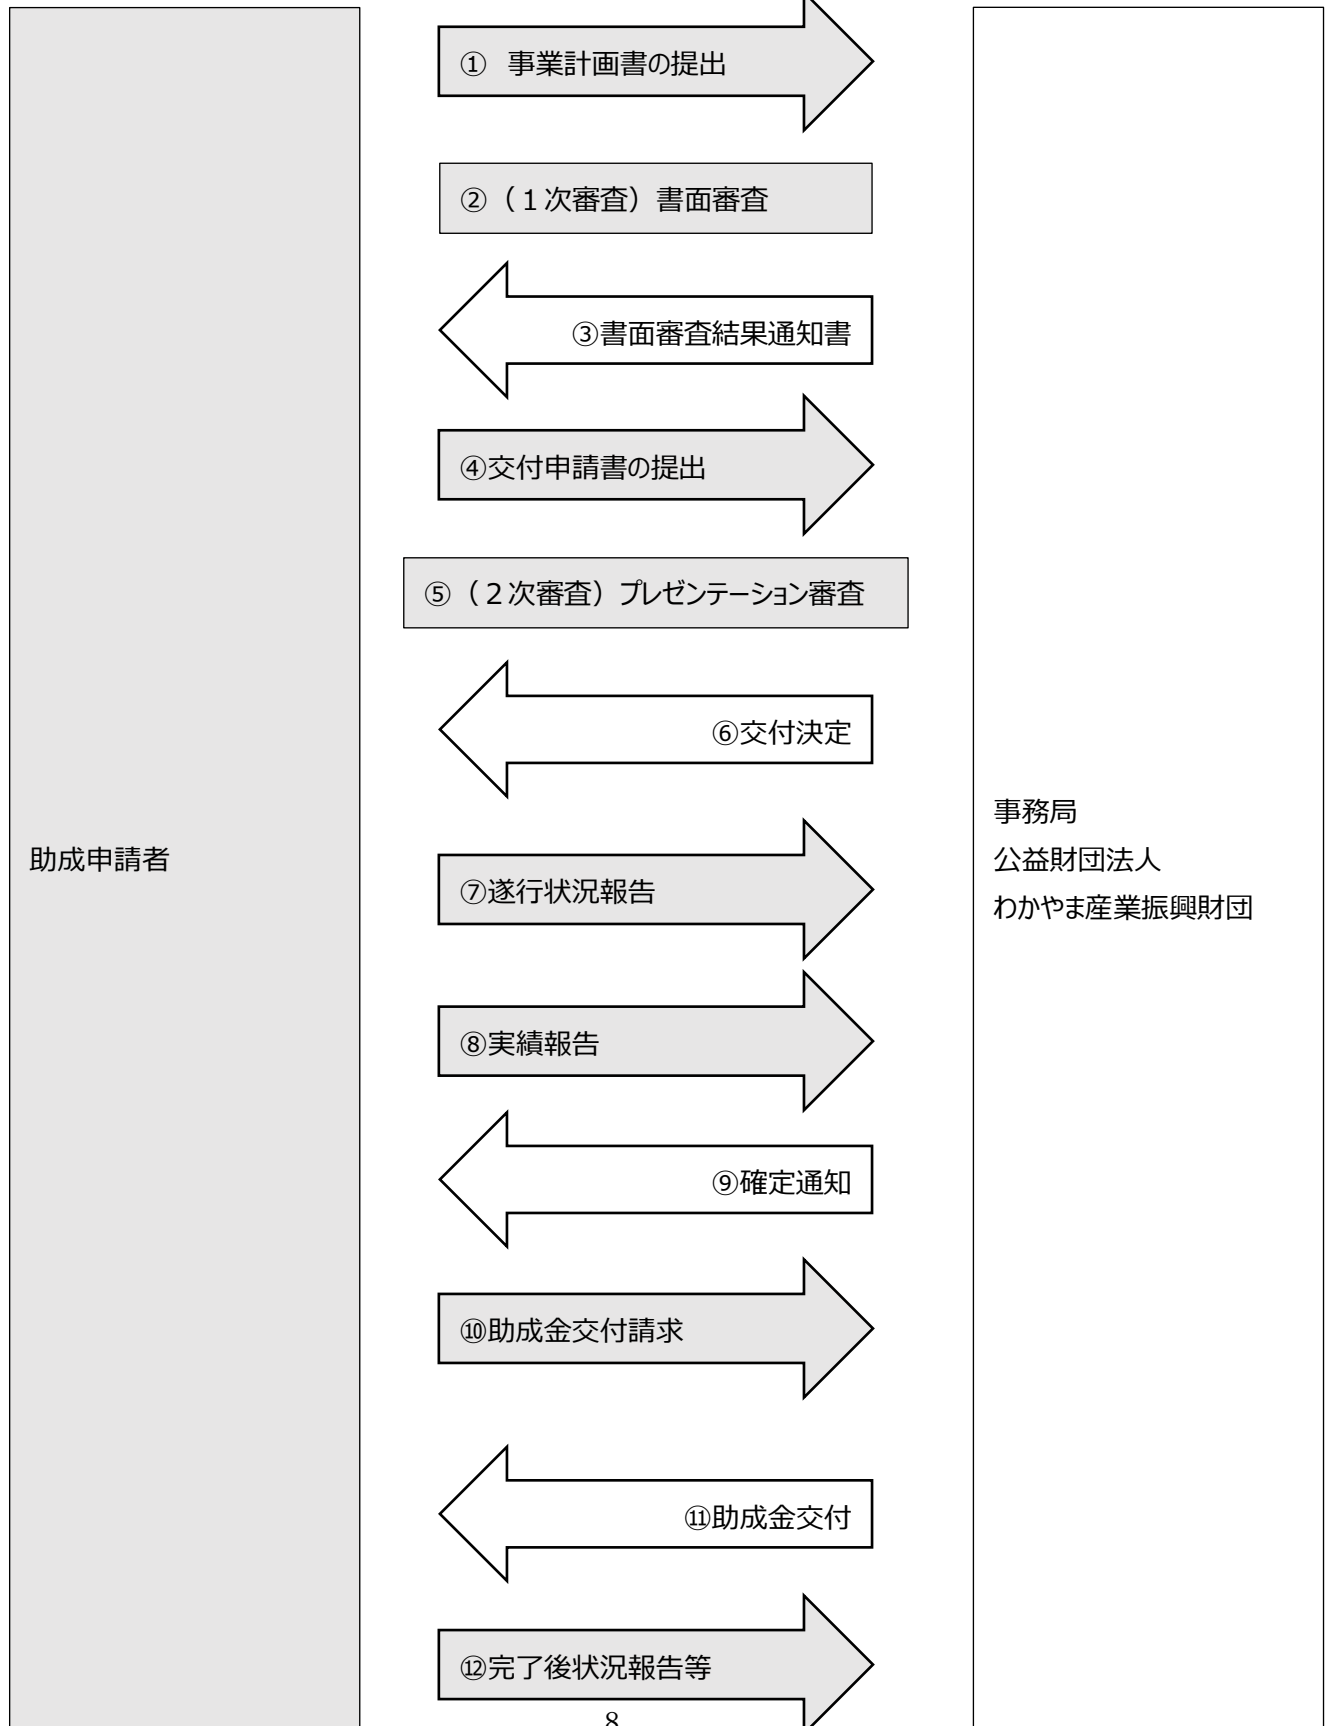 ① 事業計画書の提出
②（１次審査）書面審査
③書面審査結果通知書
④交付申請書の提出
⑤（２次審査）プレゼンテーション審査
⑥交付決定
助成申請者
事務局
公益財団法人
わかやま産業振興財団
⑦遂行状況報告
⑧実績報告
⑨確定通知
⑩助成金交付請求
⑪助成金交付
⑫完了後状況報告等
8